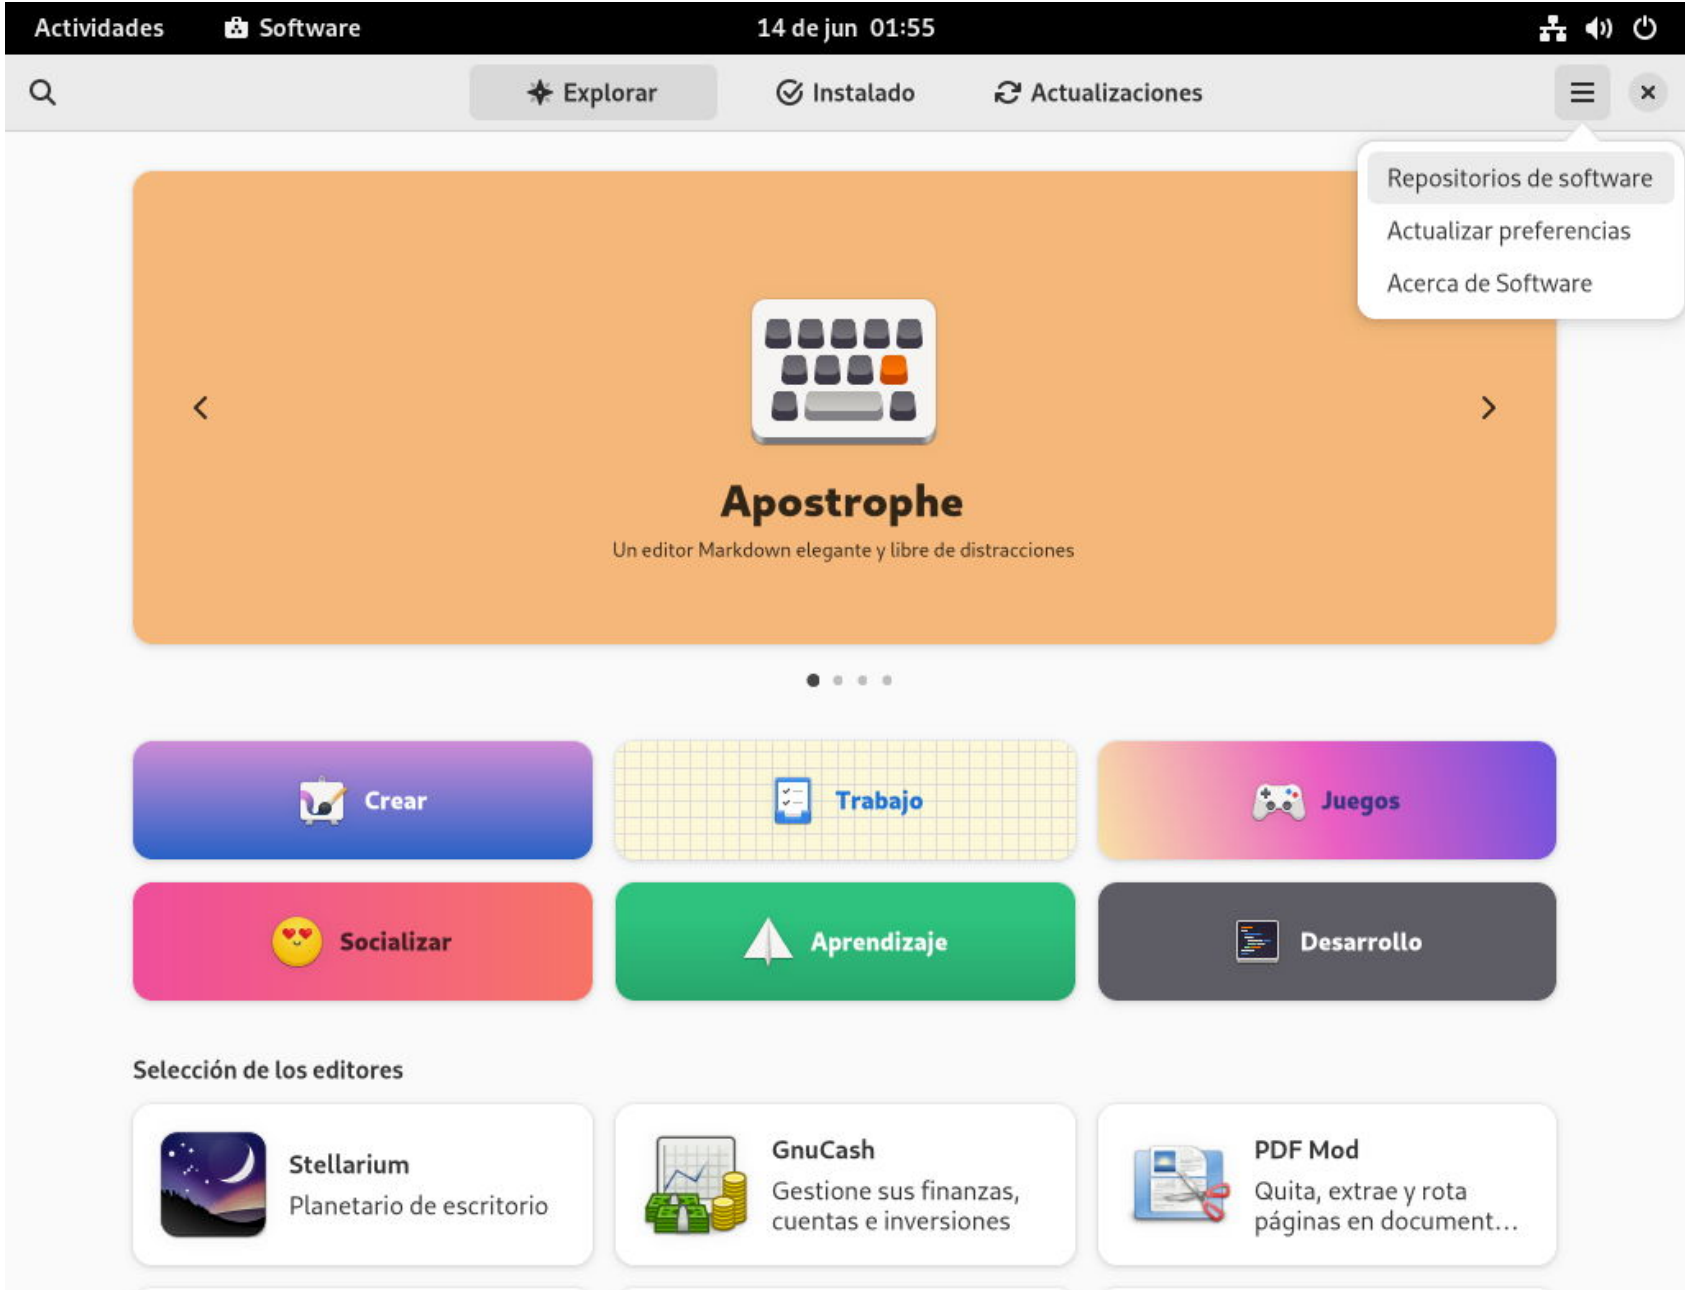 Actividades
Software
14 de jun 01:55
Explorar
Instalado
Actualizaciones
Repositorios de software
Actualizar preferencias
Acerca de Software
Apostrophe
Un editor Markdown elegante y libre de distracciones
Crear
Trabajo
Juegos
Socializar
Aprendizaje
Desarrollo
Selección de los editores
Stellarium
Planetario de escritorio
GnuCash
Gestione sus finanzas,
cuentas e inversiones
PDF Mod
Quita, extrae y rota
páginas en document...